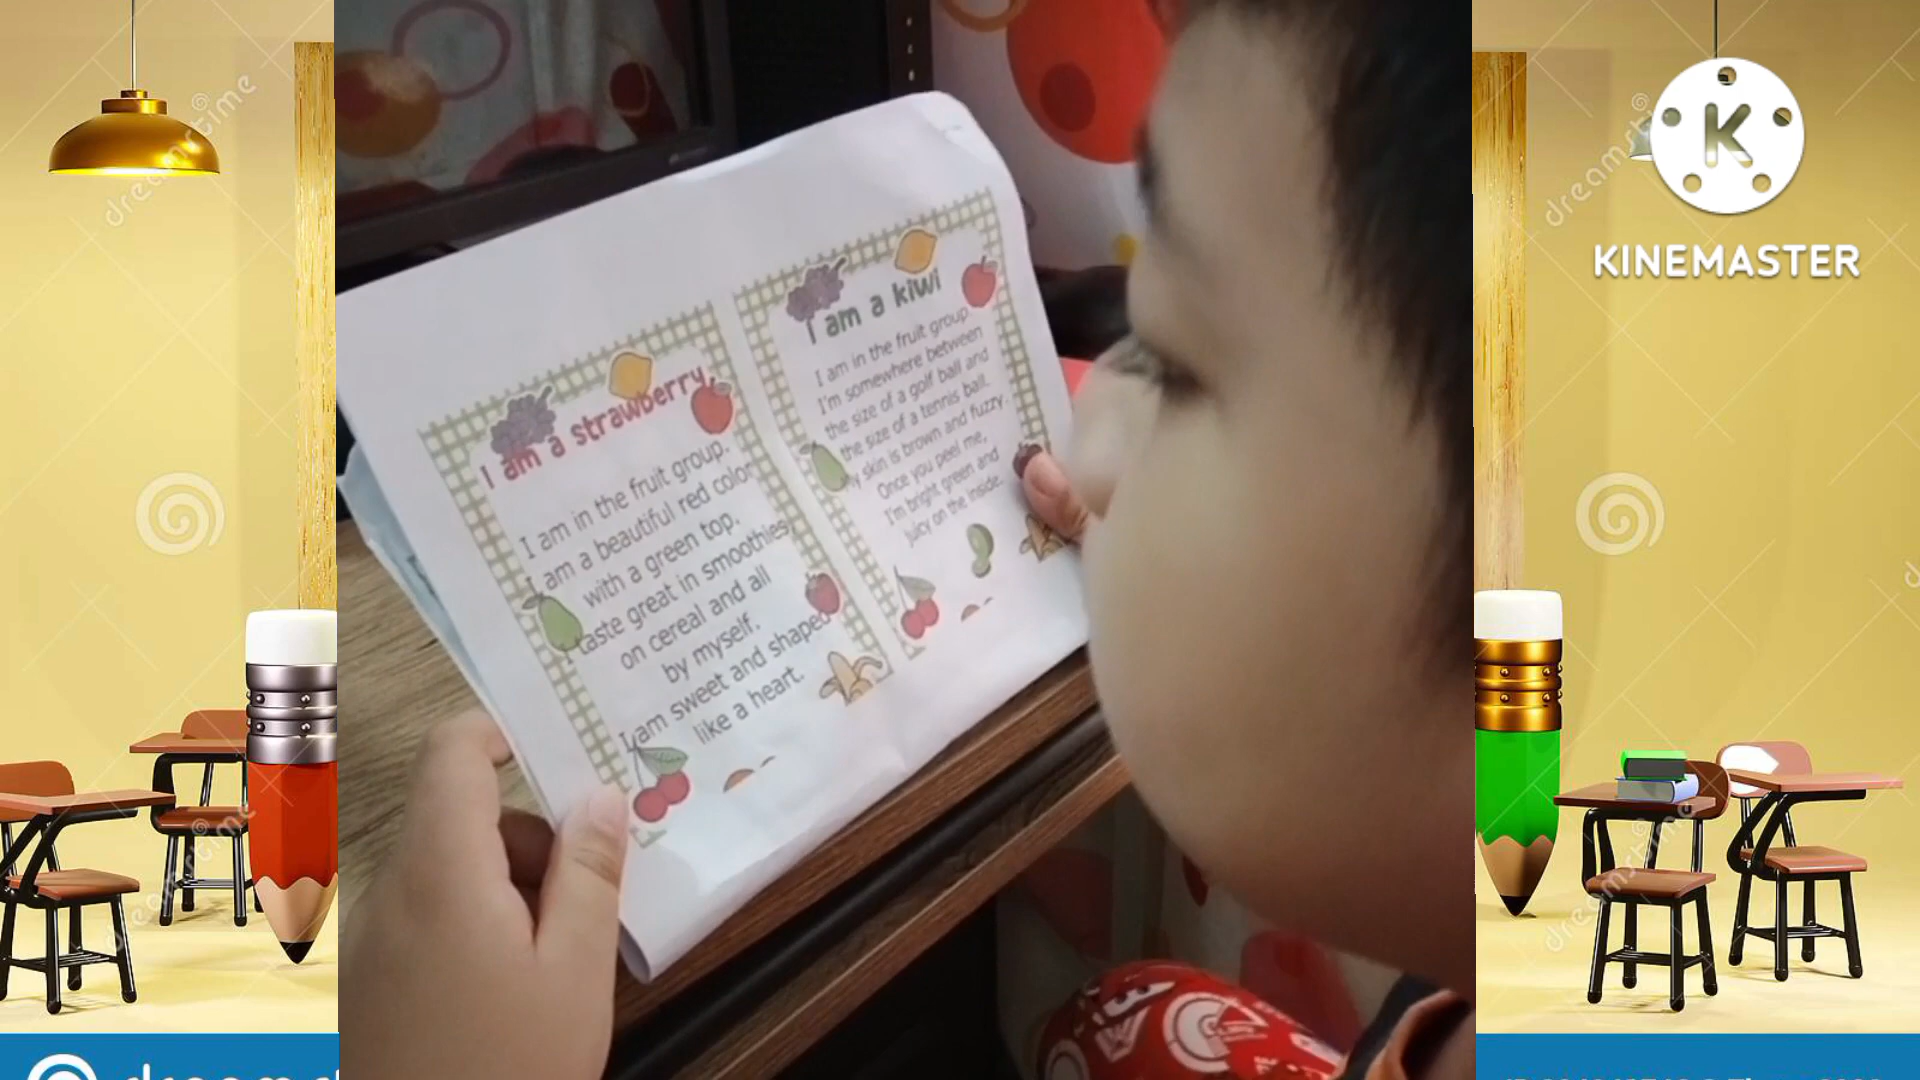 I am a strawberry
I am in the fruit group.
I am a beautiful red color
with a green top.
I taste great in smoothies,
on cereal and all
by myself.
I am sweet and shaped
like a heart.
I am a kiwi
I am in the fruit group.
I'm somewhere between
the size of a golf ball and
the size of a tennis ball.
My skin is brown and fuzzy.
Once you peel me,
I'm bright green and
juicy on the inside.
K
KINEMASTER
dreamstime
dreamstime